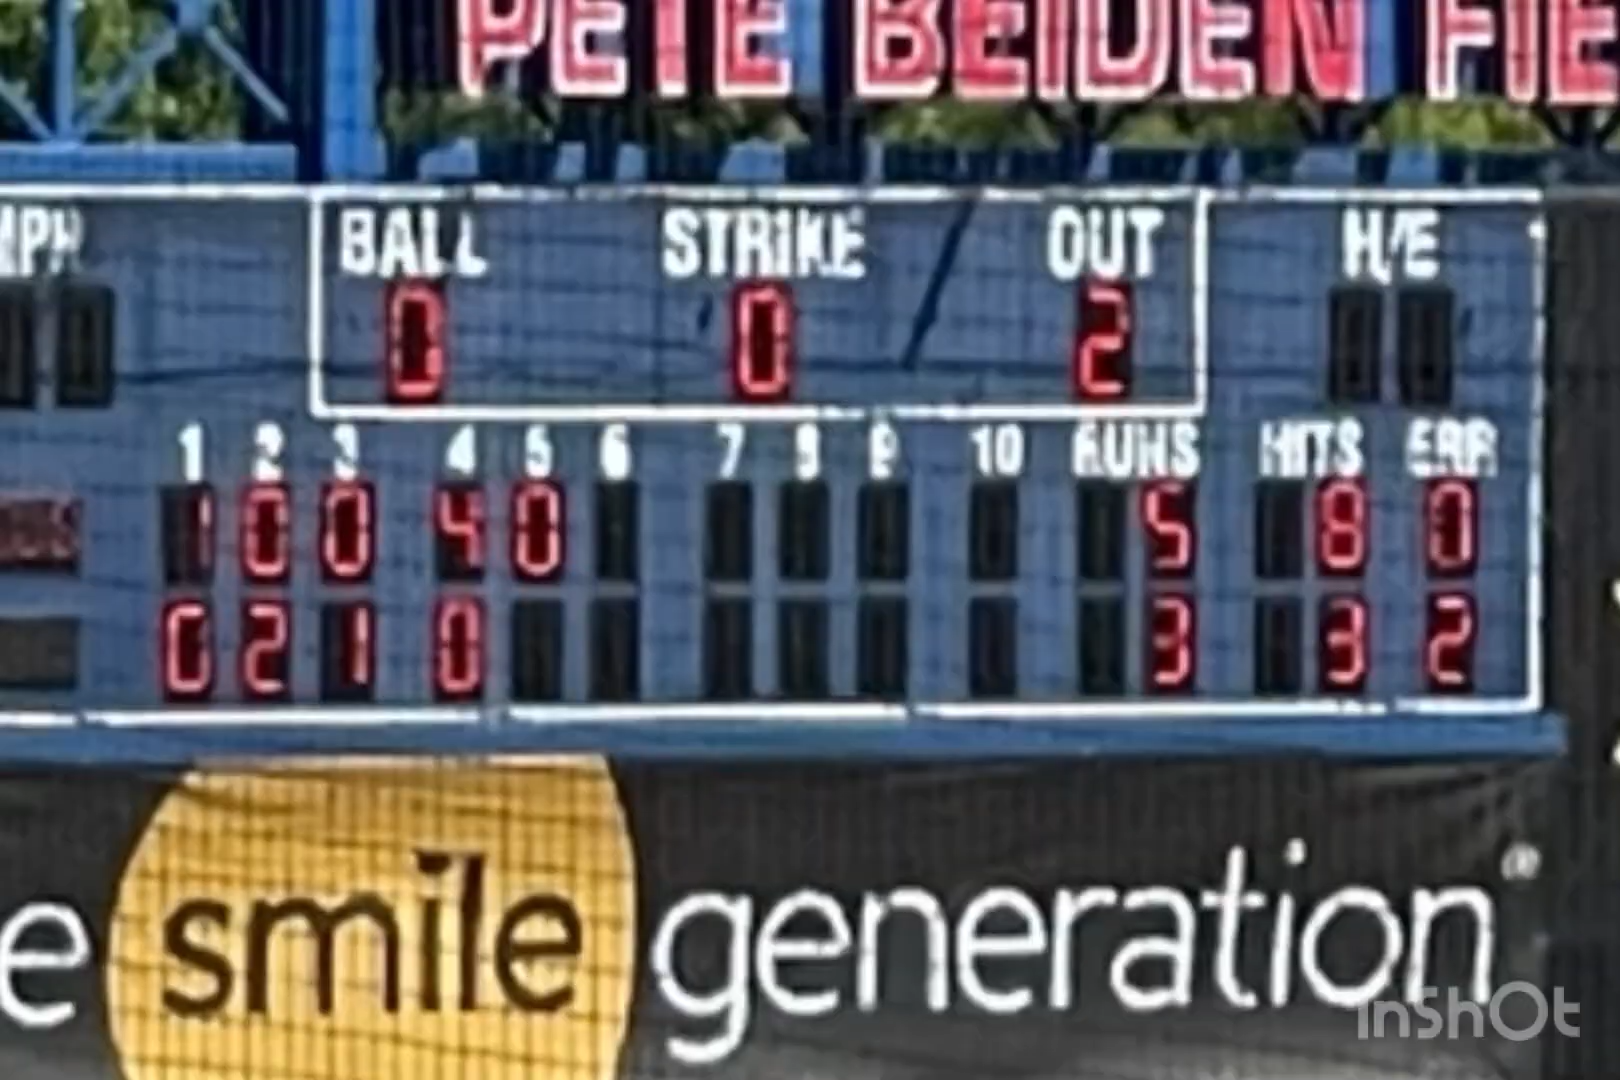 PETE BEIDEN FIE
MPH BALL STRIKE OUT H/E
0 0 2
1 2 3 4 5 6 7 8 9 10 RUNS HITS ERR
1 0 0 4 0 5 8 0
0 2 1 0 3 3 2
e smile generation®
InShOt